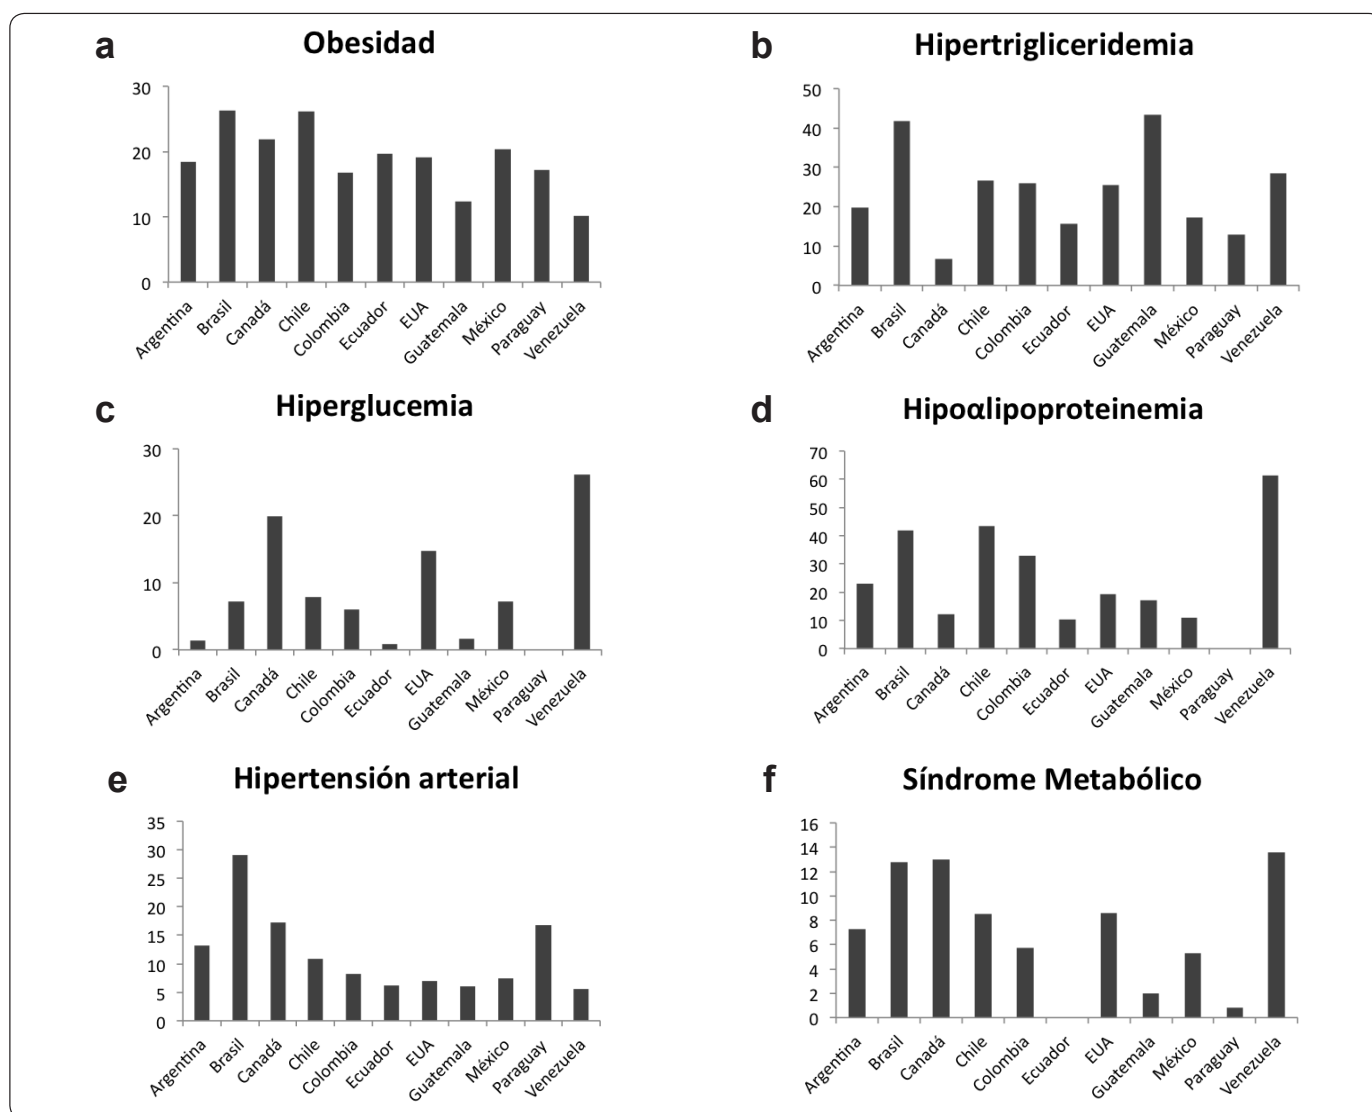 a
Obesidad
30
20
10
0
Argentina
Brasil
Canadá
Chile
Colombia
Ecuador
EUA
Guatemala
México
Paraguay
Venezuela
b
Hipertrigliceridemia
50
40
30
20
10
0
Argentina
Brasil
Canadá
Chile
Colombia
Ecuador
EUA
Guatemala
México
Paraguay
Venezuela
c
Hiperglucemia
30
20
10
0
Argentina
Brasil
Canadá
Chile
Colombia
Ecuador
EUA
Guatemala
México
Paraguay
Venezuela
d
Hipoαlipoproteinemia
70
60
50
40
30
20
10
0
Argentina
Brasil
Canadá
Chile
Colombia
Ecuador
EUA
Guatemala
México
Paraguay
Venezuela
e
Hipertensión arterial
35
30
25
20
15
10
5
0
Argentina
Brasil
Canadá
Chile
Colombia
Ecuador
EUA
Guatemala
México
Paraguay
Venezuela
f
Síndrome Metabólico
16
14
12
10
8
6
4
2
0
Argentina
Brasil
Canadá
Chile
Colombia
Ecuador
EUA
Guatemala
México
Paraguay
Venezuela